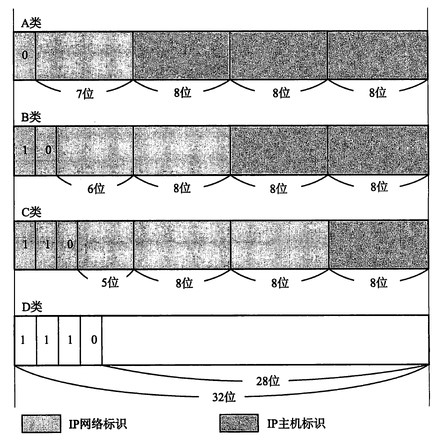 A类
0
7位 8位 8位 8位
B类
1 0
6位 8位 8位 8位
C类
1 1 0
5位 8位 8位 8位
D类
1 1 1 0
28位
32位
IP网络标识 IP主机标识